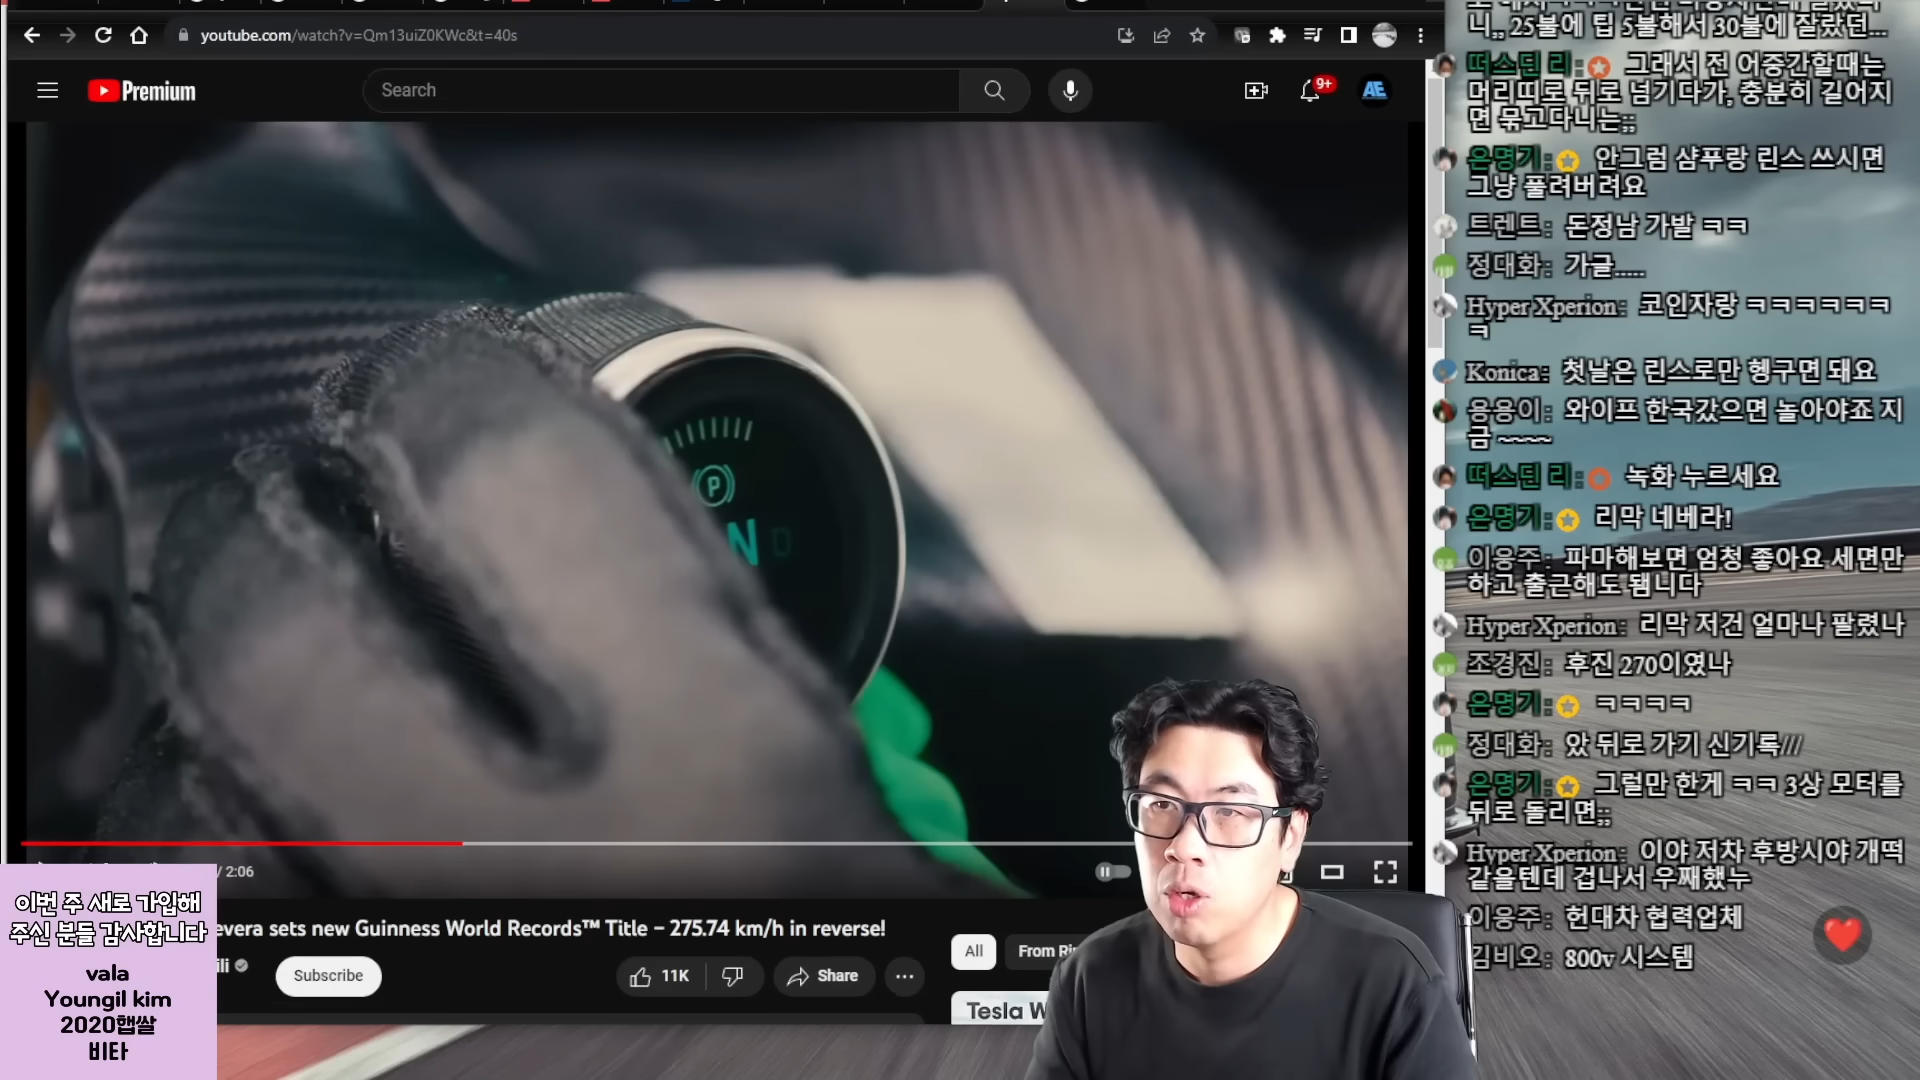 youtube.com/watch?v=Qm13uiZ0KWc&t=40s
Premium
Search
9+
AE
P
N D
/ 2:06
evera sets new Guinness World Records™ Title – 275.74 km/h in reverse!
Subscribe
11K
Share
All
From Ri
Tesla W
이번 주 새로 가입해
주신 분들 감사합니다
vala
Youngil kim
2020햅쌀
비타
니,, 25불에 팁 5불해서 30불에 잘랐던...
떠스딘 리: 그래서 전 어중간할때는
머리띠로 뒤로 넘기다가, 충분히 길어지
면 묶고다니는;;
은명기: 안그럼 샴푸랑 린스 쓰시면
그냥 풀려버려요
트렌트: 돈정남 가발 ㅋㅋ
정대화: 가글.....
Hyper Xperion: 코인자랑 ㅋㅋㅋㅋㅋㅋ
ㅋ
Konica: 첫날은 린스로만 헹구면 돼요
용용이: 와이프 한국갔으면 놀아야죠 지
금 ~~~~
떠스딘 리: 녹화 누르세요
은명기: 리막 네베라!
이응주: 파마해보면 엄청 좋아요 세면만
하고 출근해도 됍니다
Hyper Xperion: 리막 저건 얼마나 팔렸나
조경진: 후진 270이였나
은명기: ㅋㅋㅋㅋ
정대화: 았 뒤로 가기 신기록///
은명기: 그럴만 한게 ㅋㅋ 3상 모터를
뒤로 돌리면;;
Hyper Xperion: 이야 저차 후방시야 개떡
같을텐데 겁나서 우째했누
이응주: 헌대차 협력업체
김비오: 800v 시스템